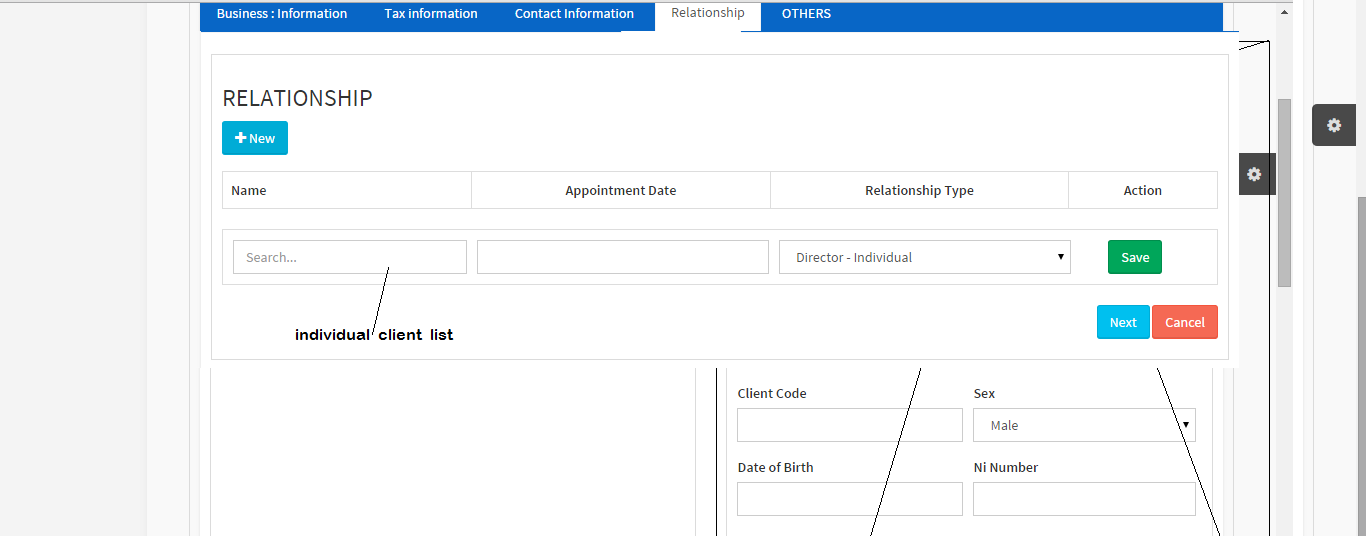 Business : Information Tax information Contact Information Relationship OTHERS
RELATIONSHIP
New
Name Appointment Date Relationship Type Action
Search... Director - Individual Save
individual client list
Next Cancel
Client Code Sex
Male
Date of Birth Ni Number